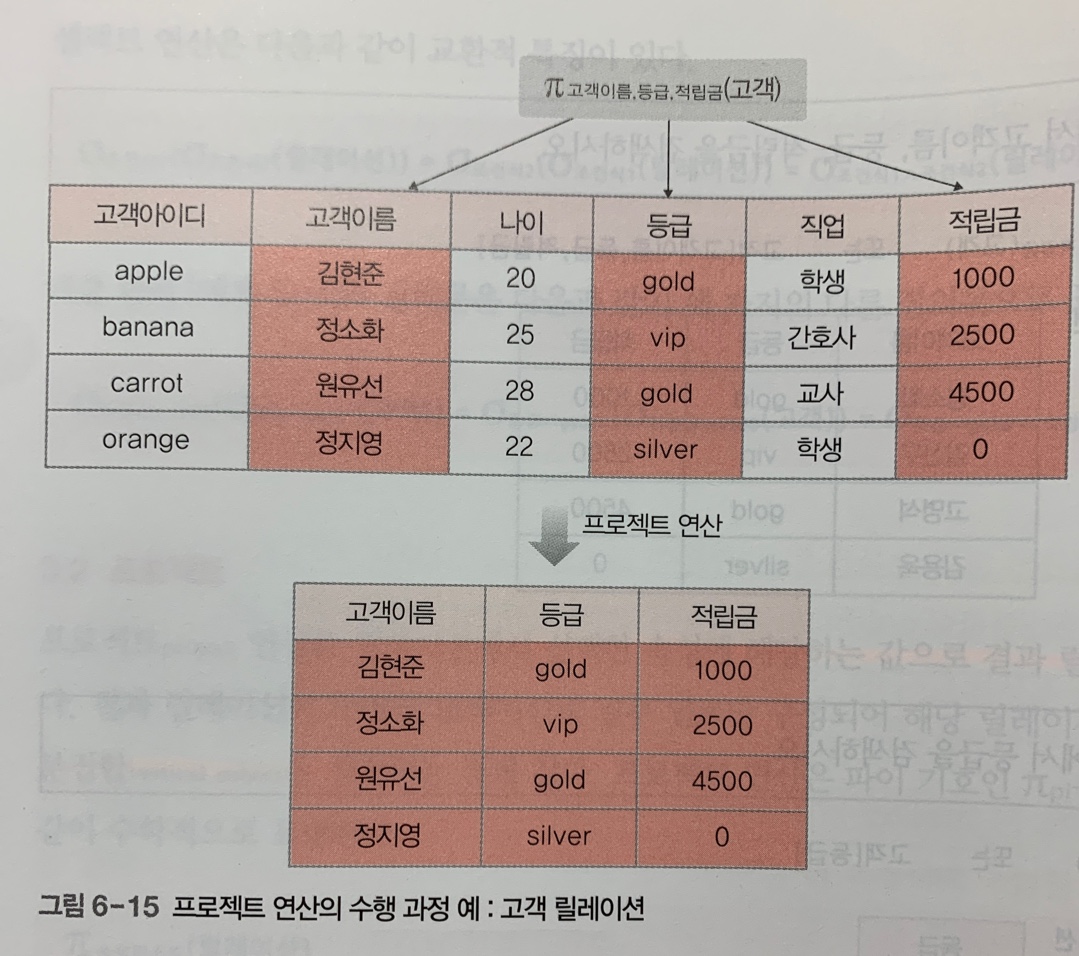 π고객이름,등급,적립금(고객)
고객아이디 고객이름 나이 등급 직업 적립금
apple 김현준 20 gold 학생 1000
banana 정소화 25 vip 간호사 2500
carrot 원유선 28 gold 교사 4500
orange 정지영 22 silver 학생 0
프로젝트 연산
고객이름 등급 적립금
김현준 gold 1000
정소화 vip 2500
원유선 gold 4500
정지영 silver 0
그림 6-15 프로젝트 연산의 수행 과정 예 : 고객 릴레이션